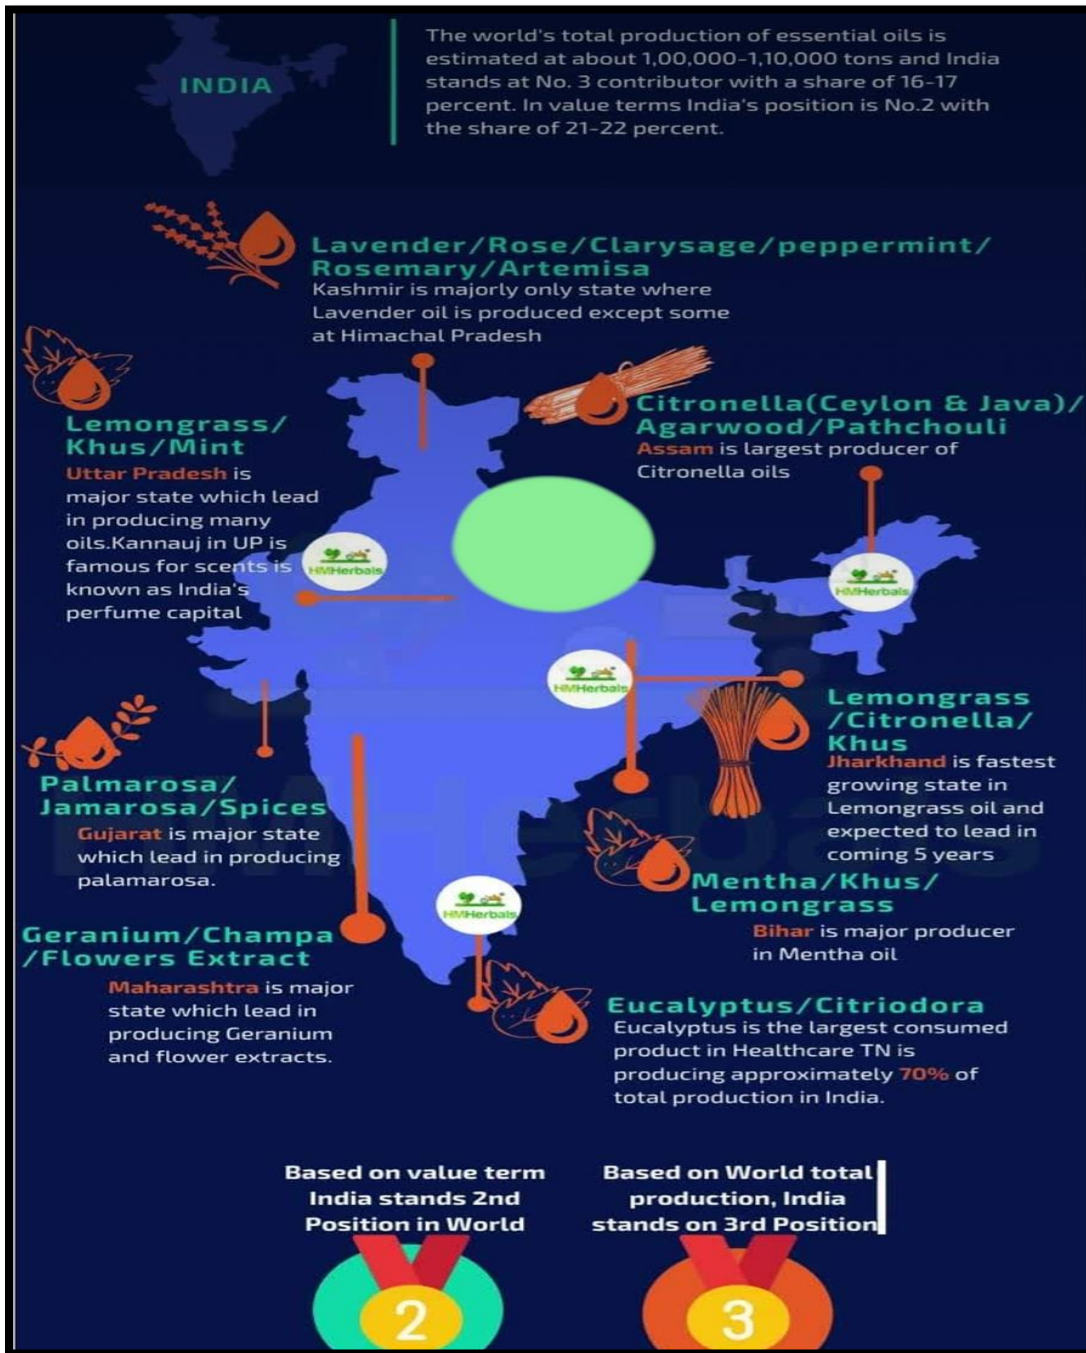 INDIA
The world's total production of essential oils is
estimated at about 1,00,000-1,10,000 tons and India
stands at No. 3 contributor with a share of 16-17
percent. In value terms India's position is No.2 with
the share of 21-22 percent.
Lavender/Rose/Clarysage/peppermint/
Rosemary/Artemisa
Kashmir is majorly only state where
Lavender oil is produced except some
at Himachal Pradesh
Lemongrass/
Khus/Mint
Uttar Pradesh is
major state which lead
in producing many
oils.Kannauj in UP is
famous for scents is
known as India's
perfume capital
Citronella(Ceylon & Java)/
Agarwood/Pathchouli
Assam is largest producer of
Citronella oils
HMHerbals
HMHerbals
HMHerbals
Lemongrass
/Citronella/
Khus
Jharkhand is fastest
growing state in
Lemongrass oil and
expected to lead in
coming 5 years
Palmarosa/
Jamarosa/Spices
Gujarat is major state
which lead in producing
palamarosa.
Mentha/Khus/
Lemongrass
Bihar is major producer
in Mentha oil
HMHerbals
Geranium/Champa
/Flowers Extract
Maharashtra is major
state which lead in
producing Geranium
and flower extracts.
Eucalyptus/Citriodora
Eucalyptus is the largest consumed
product in Healthcare TN is
producing approximately 70% of
total production in India.
Based on value term
India stands 2nd
Position in World
Based on World total
production, India
stands on 3rd Position
2
3